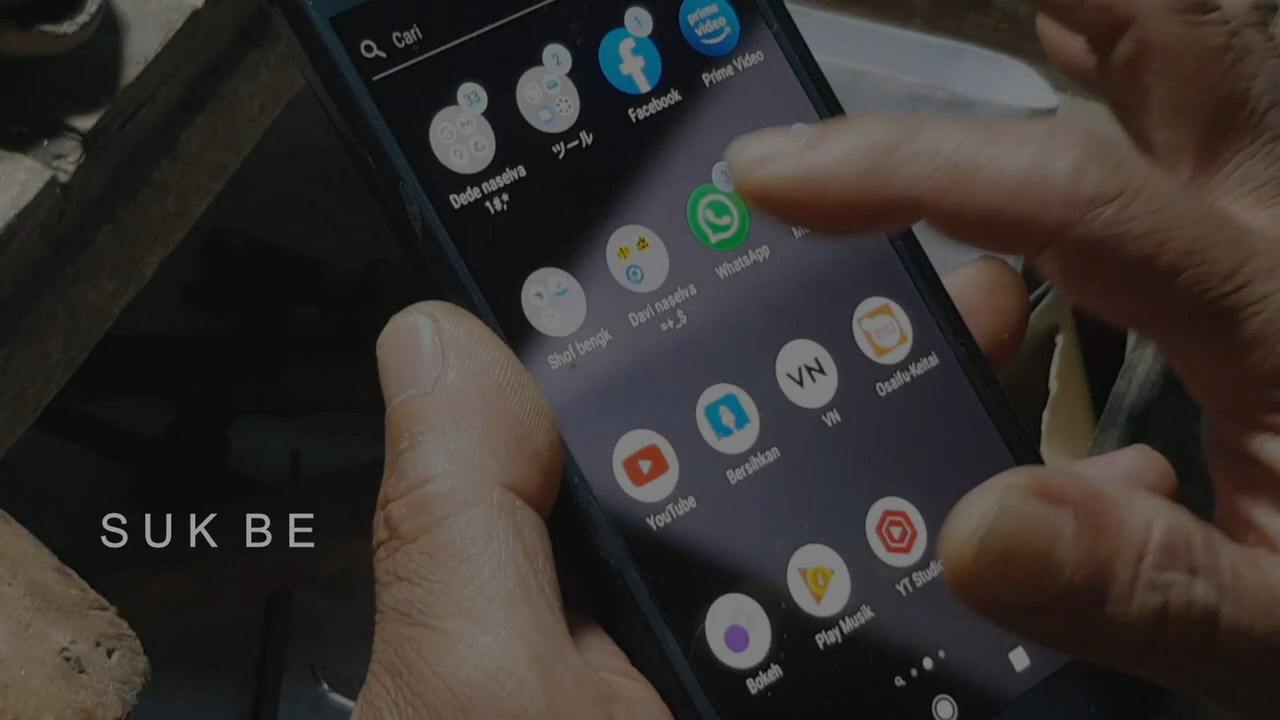 Cari
33
2
1
prime video
Dede naselva
1#;*
ツール
Facebook
Prime Video
Shof bengk
Davi naselva
=+_$
WhatsApp
YouTube
Bersihkan
VN
VN
Osaifu-Keitai
Bokeh
Play Musik
YT Studio
SUK BE